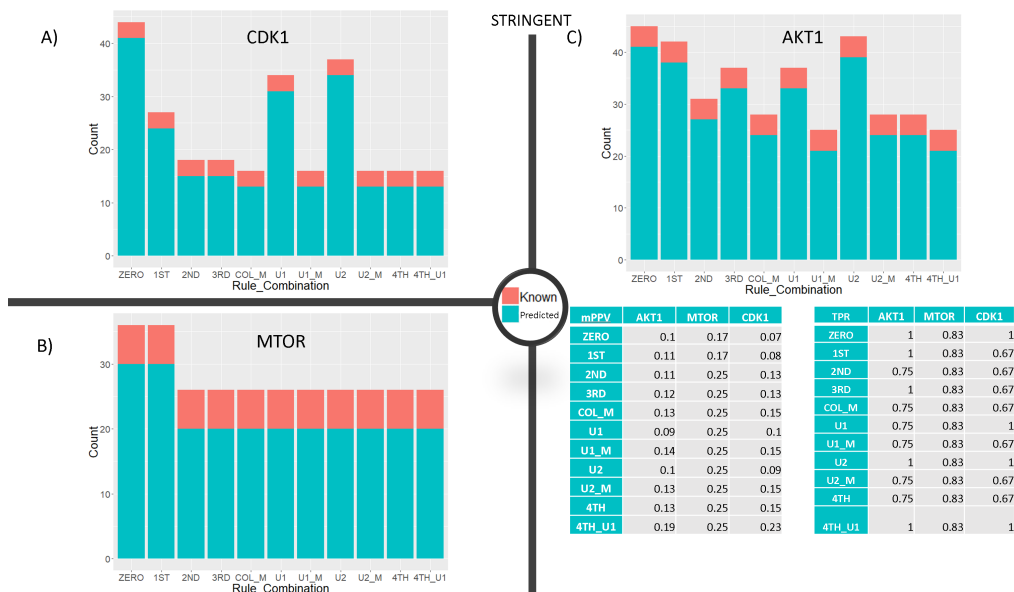 STRINGENT
A)
CDK1
Count
40
30
20
10
0
ZERO 1ST 2ND 3RD COL_M U1 U1_M U2 U2_M 4TH 4TH_U1
Rule_Combination
C)
AKT1
Count
40
30
20
10
0
ZERO 1ST 2ND 3RD COL_M U1 U1_M U2 U2_M 4TH 4TH_U1
Rule_Combination
Known
Predicted
B)
MTOR
Count
30
20
10
0
ZERO 1ST 2ND 3RD COL_M U1 U1_M U2 U2_M 4TH 4TH_U1
Rule_Combination
mPPV AKT1 MTOR CDK1
ZERO 0.1 0.17 0.07
1ST 0.11 0.17 0.08
2ND 0.11 0.25 0.13
3RD 0.12 0.25 0.13
COL_M 0.13 0.25 0.15
U1 0.09 0.25 0.1
U1_M 0.14 0.25 0.15
U2 0.1 0.25 0.09
U2_M 0.13 0.25 0.15
4TH 0.13 0.25 0.15
4TH_U1 0.19 0.25 0.23
TPR AKT1 MTOR CDK1
ZERO 1 0.83 1
1ST 1 0.83 0.67
2ND 0.75 0.83 0.67
3RD 1 0.83 0.67
COL_M 0.75 0.83 0.67
U1 0.75 0.83 1
U1_M 0.75 0.83 0.67
U2 1 0.83 1
U2_M 0.75 0.83 0.67
4TH 0.75 0.83 0.67
4TH_U1 1 0.83 1